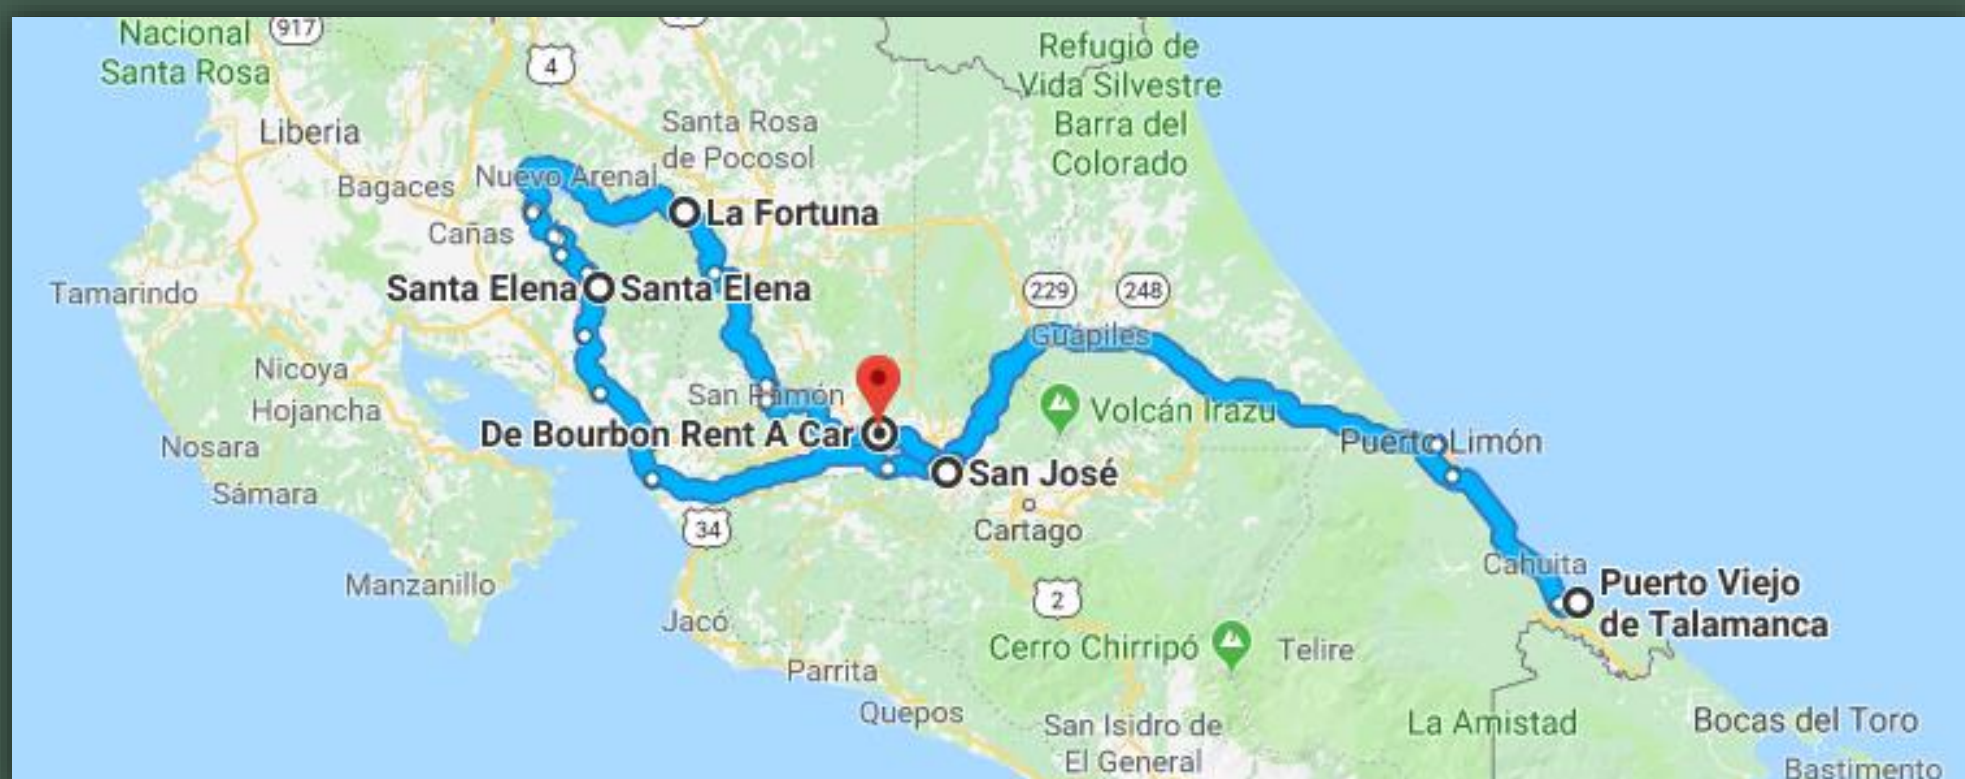 Nacional
Santa Rosa
917
4
Refugio de
Vida Silvestre
Barra del
Colorado
Liberia
Santa Rosa
de Pocosol
Bagaces
Nuevo Arenal
La Fortuna
Cañas
Santa Elena
Santa Elena
Tamarindo
229
248
Guápiles
Nicoya
Hojancha
San Ramón
Volcán Irazu
De Bourbon Rent A Car
Nosara
Puerto Limón
San José
Sámara
34
Cartago
Cahuita
Manzanillo
2
Puerto Viejo
de Talamanca
Jacó
Cerro Chirripó
Telire
Parrita
Quepos
San Isidro de
El General
La Amistad
Bocas del Toro
Bastimento